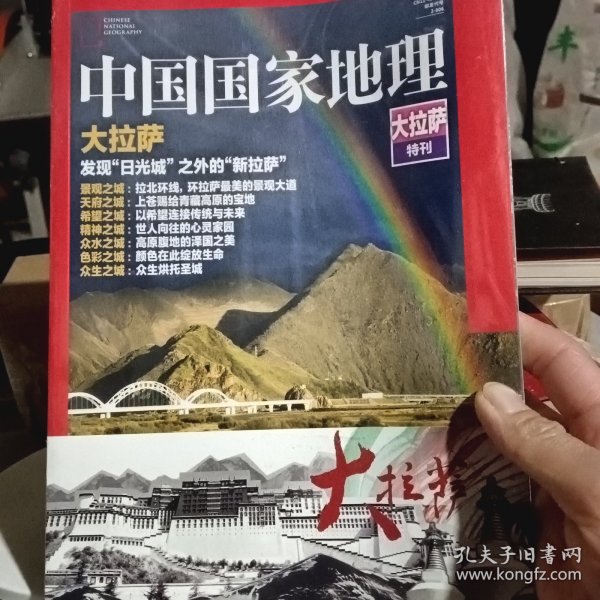 CHINESE
NATIONAL
GEOGRAPHY
邮发代号
2-806
中国国家地理
大拉萨
特刊
大拉萨
发现“日光城”之外的“新拉萨”
景观之城：拉北环线，环拉萨最美的景观大道
天府之城：上苍赐给青藏高原的宝地
希望之城：以希望连接传统与未来
精神之城：世人向往的心灵家园
众水之城：高原腹地的泽国之美
色彩之城：颜色在此绽放生命
众生之城：众生烘托圣城
大拉萨
孔夫子旧书网
www.kongfz.com